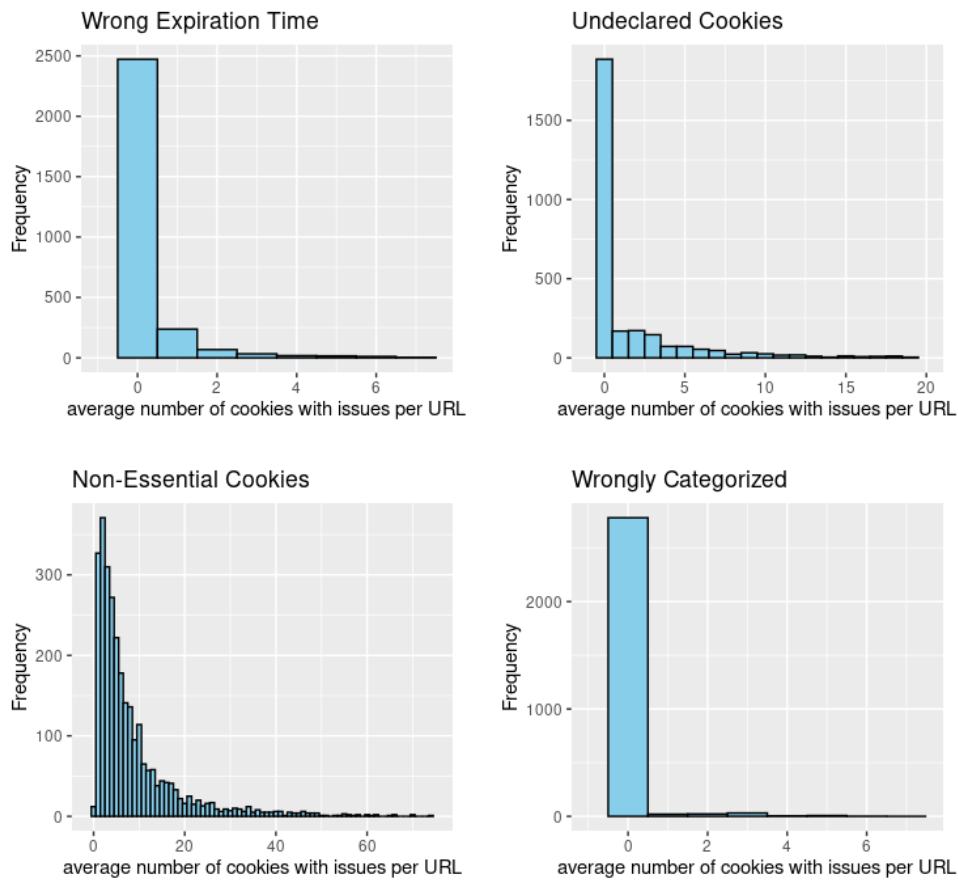 Wrong Expiration Time
2500
2000
1500
1000
500
0
Frequency
0 2 4 6
average number of cookies with issues per URL
Undeclared Cookies
1500
1000
500
0
Frequency
0 5 10 15 20
average number of cookies with issues per URL
Non-Essential Cookies
300
200
100
0
Frequency
0 20 40 60
average number of cookies with issues per URL
Wrongly Categorized
2000
1000
0
Frequency
0 2 4 6
average number of cookies with issues per URL